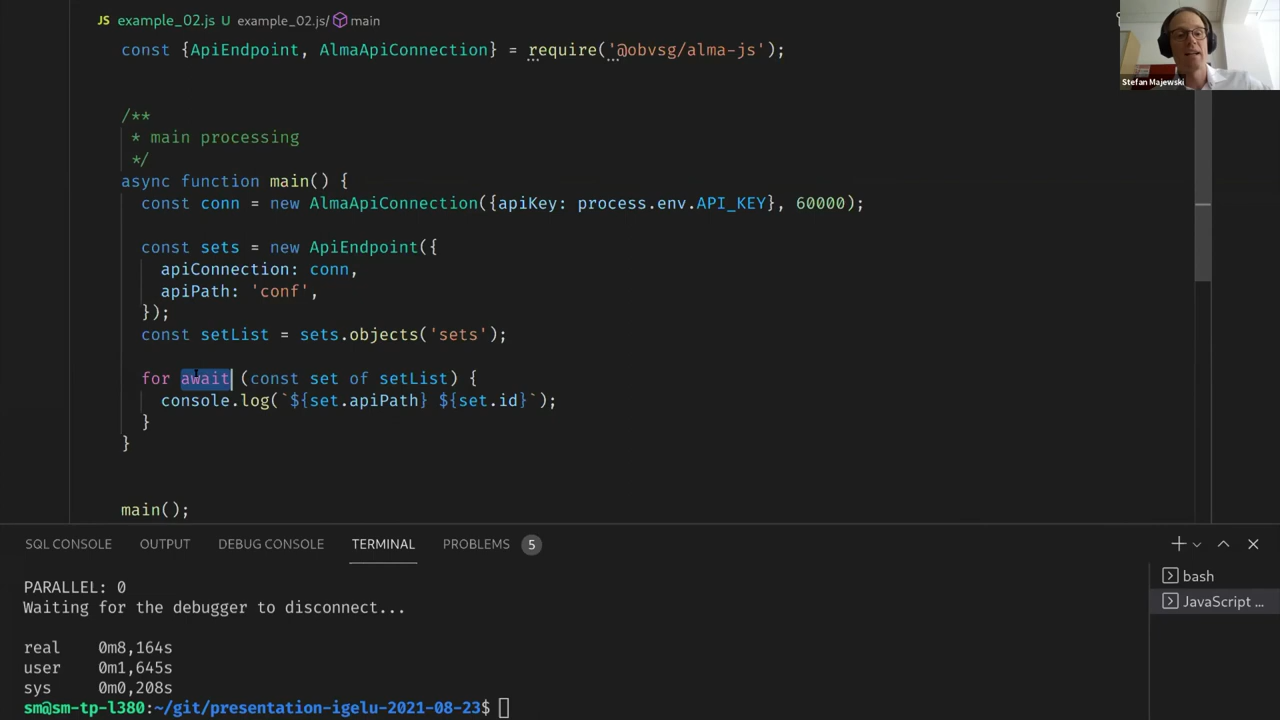 JS example_02.js U example_02.js/ main
const {ApiEndpoint, AlmaApiConnection} = require('@obvsg/alma-js');
Stefan Majewski
/**
* main processing
*/
async function main() {
const conn = new AlmaApiConnection({apiKey: process.env.API_KEY}, 60000);
const sets = new ApiEndpoint({
apiConnection: conn,
apiPath: 'conf',
});
const setList = sets.objects('sets');
for await (const set of setList) {
console.log(`${set.apiPath} ${set.id}`);
}
}
main();
SQL CONSOLE OUTPUT DEBUG CONSOLE TERMINAL PROBLEMS 5
PARALLEL: 0
Waiting for the debugger to disconnect...
real 0m8,164s
user 0m1,645s
sys 0m0,208s
sm@sm-tp-l380:~/git/presentation-igelu-2021-08-23$
bash
JavaScript ...